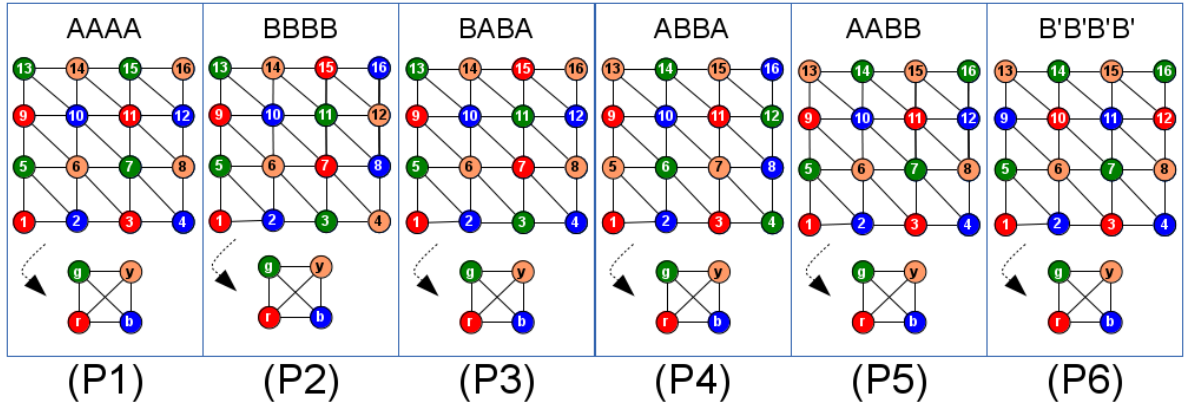 AAAA BBBB BABA ABBA AABB B'B'B'B'
13 14 15 16 13 14 15 16 13 14 15 16 13 14 15 16 13 14 15 16 13 14 15 16
9 10 11 12 9 10 11 12 9 10 11 12 9 10 11 12 9 10 11 12 9 10 11 12
5 6 7 8 5 6 7 8 5 6 7 8 5 6 7 8 5 6 7 8 5 6 7 8
1 2 3 4 1 2 3 4 1 2 3 4 1 2 3 4 1 2 3 4 1 2 3 4
g y g y g y g y g y g y
r b r b r b r b r b r b
(P1) (P2) (P3) (P4) (P5) (P6)